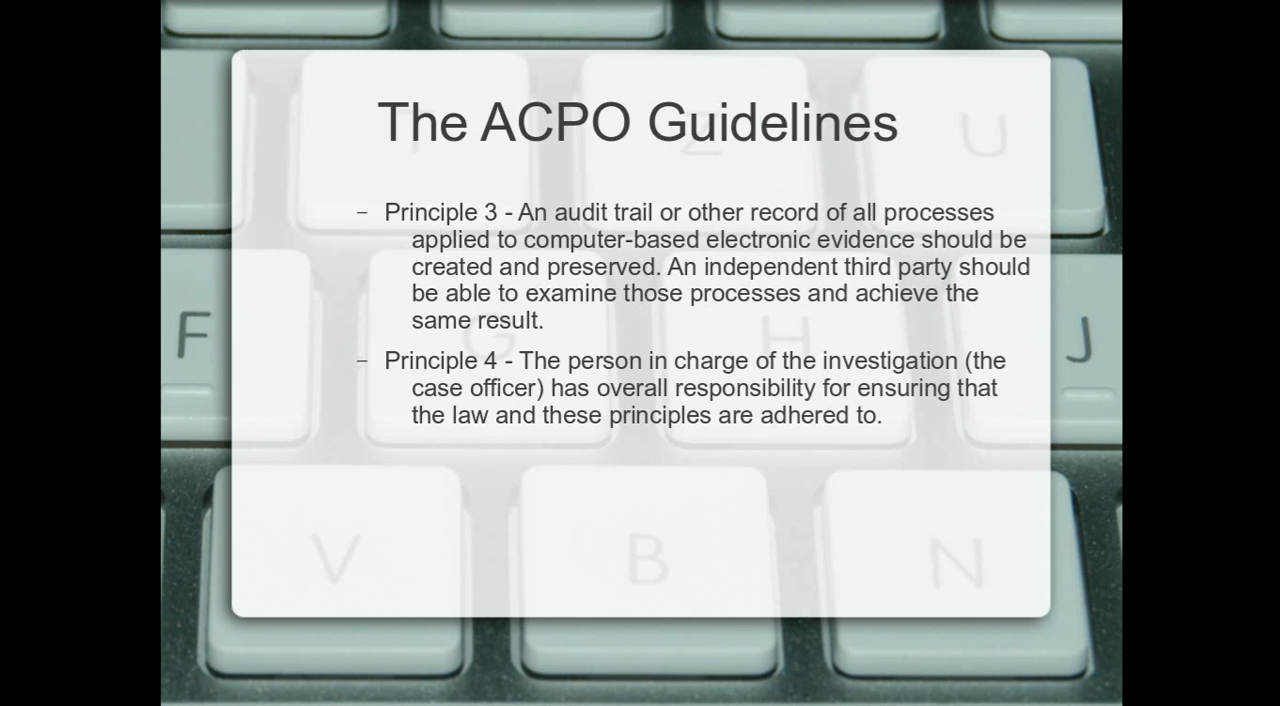 The ACPO Guidelines
– Principle 3 - An audit trail or other record of all processes
applied to computer-based electronic evidence should be
created and preserved. An independent third party should
be able to examine those processes and achieve the
same result.
– Principle 4 - The person in charge of the investigation (the
case officer) has overall responsibility for ensuring that
the law and these principles are adhered to.
Z U
F G H J
V B N